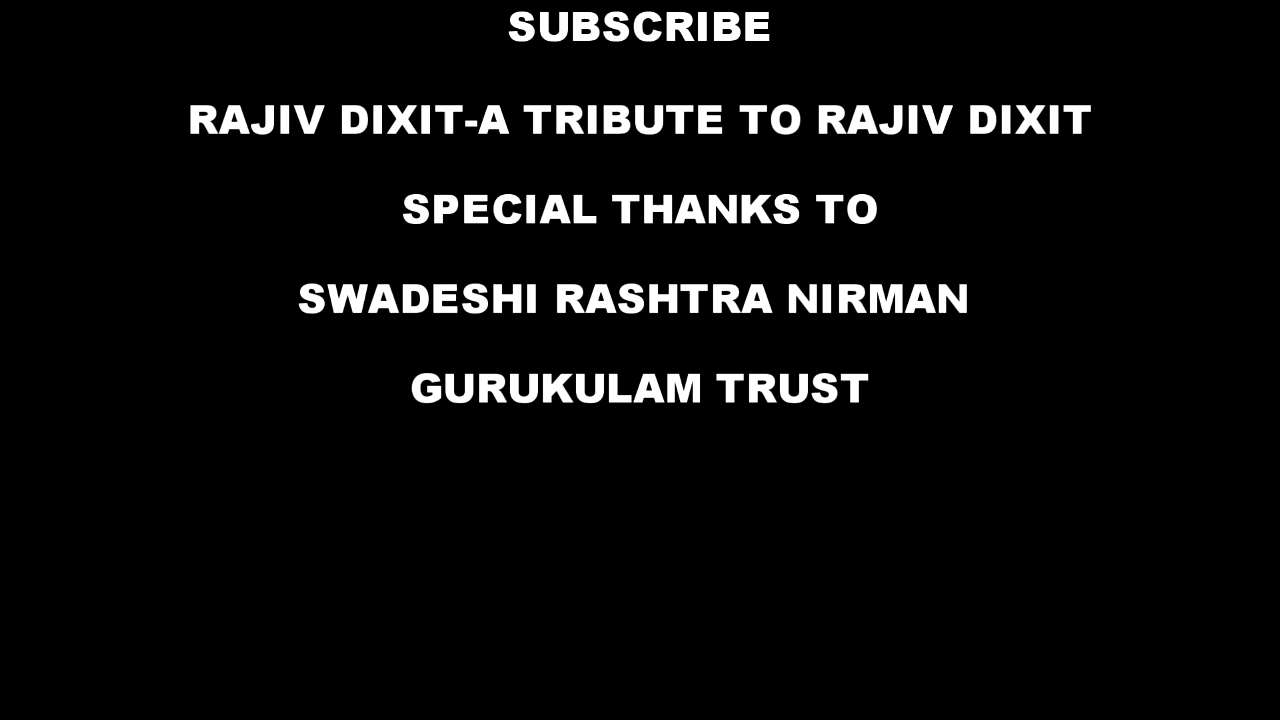 SUBSCRIBE
RAJIV DIXIT-A TRIBUTE TO RAJIV DIXIT
SPECIAL THANKS TO
SWADESHI RASHTRA NIRMAN
GURUKULAM TRUST